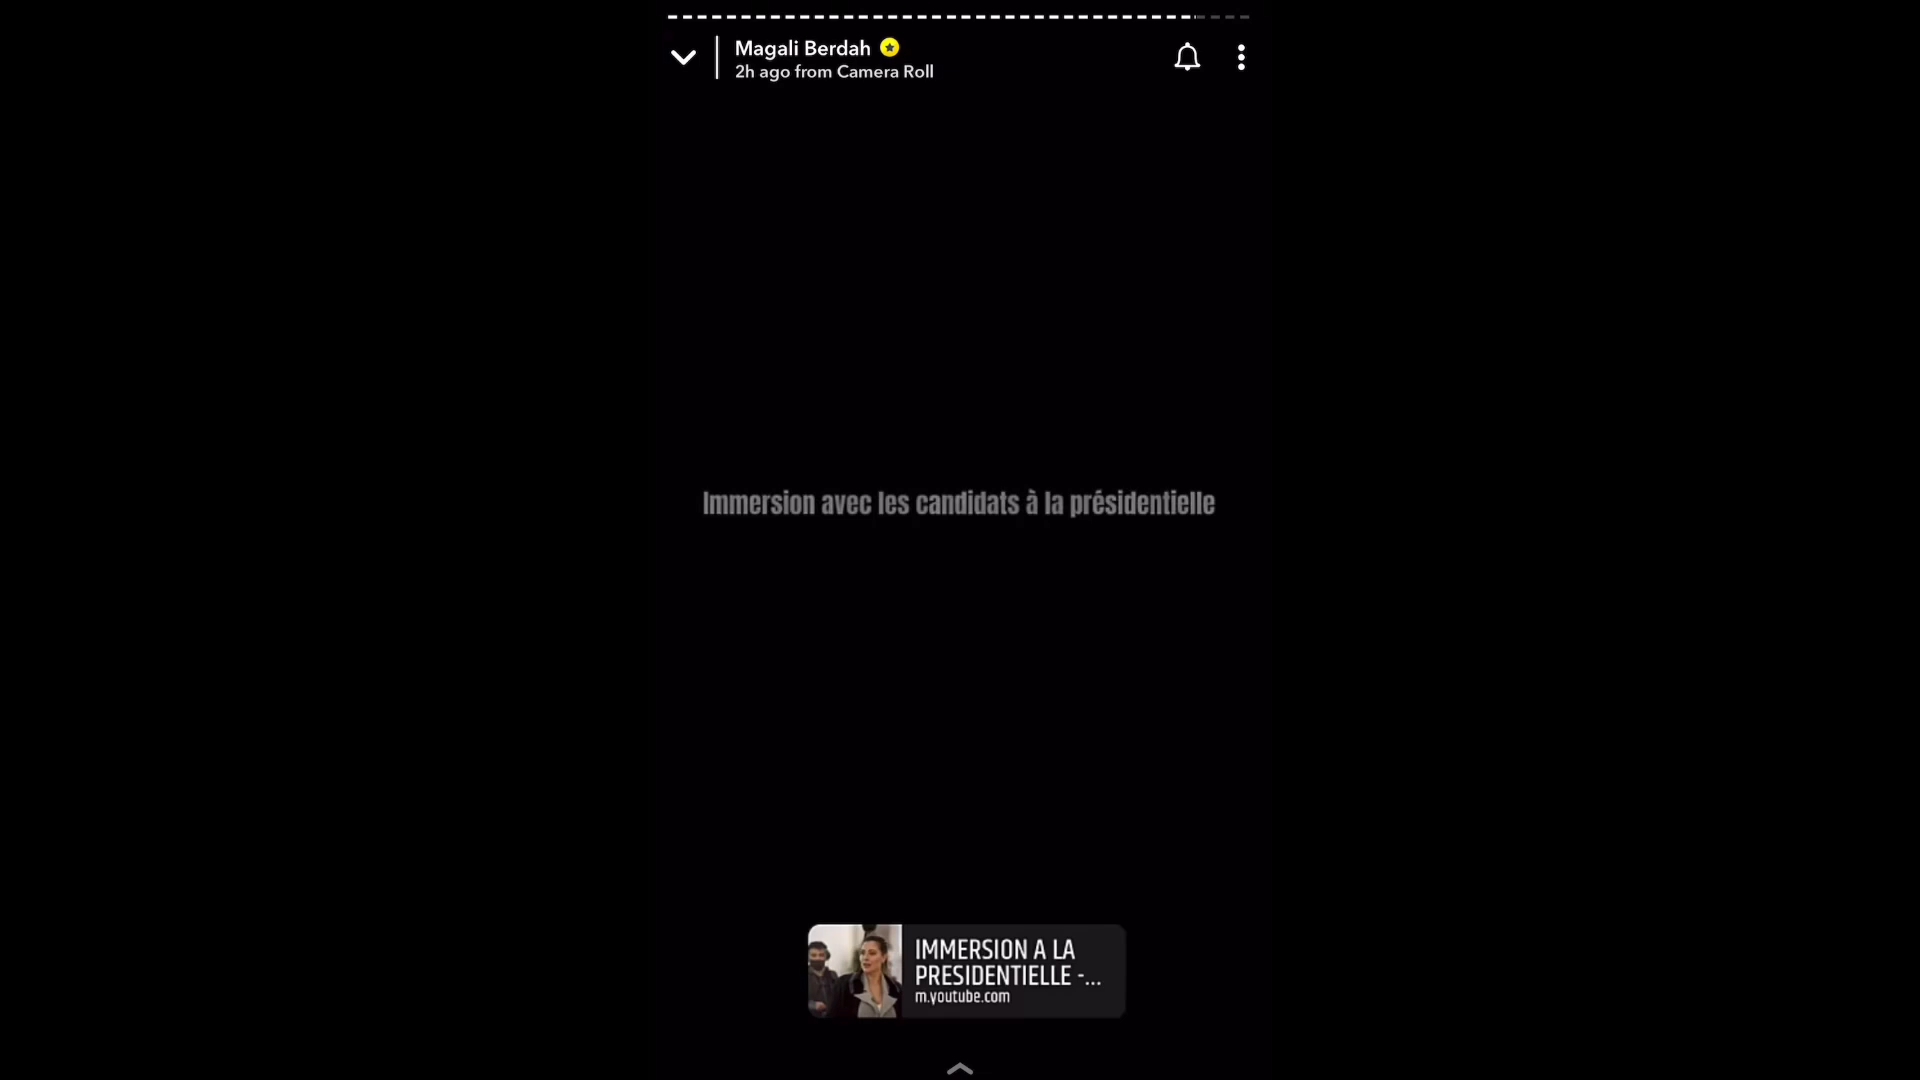 Magali Berdah
2h ago from Camera Roll
Immersion avec les candidats à la présidentielle
IMMERSION A LA
PRESIDENTIELLE -...
m.youtube.com